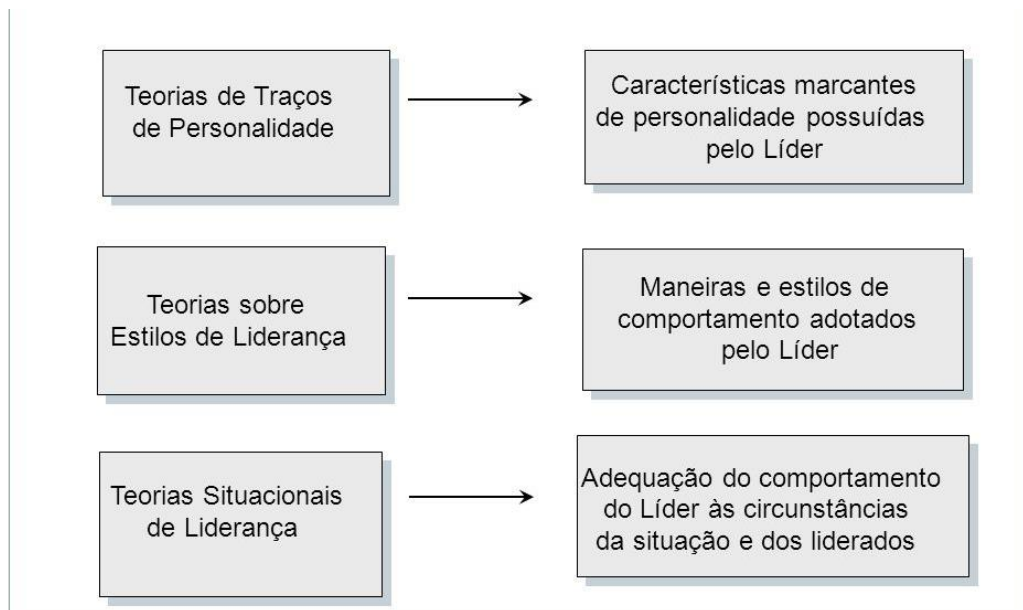 Teorias de Traços
de Personalidade
Características marcantes
de personalidade possuídas
pelo Líder
Teorias sobre
Estilos de Liderança
Maneiras e estilos de
comportamento adotados
pelo Líder
Teorias Situacionais
de Liderança
Adequação do comportamento
do Líder às circunstâncias
da situação e dos liderados